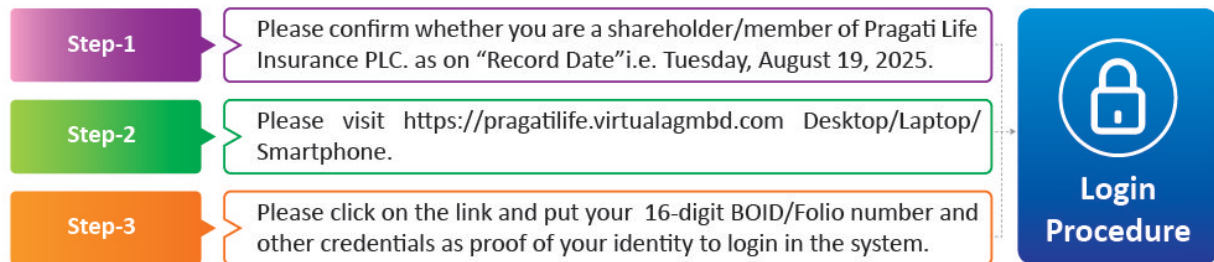 Step-1
Please confirm whether you are a shareholder/member of Pragati Life
Insurance PLC. as on “Record Date”i.e. Tuesday, August 19, 2025.
Step-2
Please visit https://pragatilife.virtualagmbd.com Desktop/Laptop/
Smartphone.
Step-3
Please click on the link and put your 16-digit BOID/Folio number and
other credentials as proof of your identity to login in the system.
Login
Procedure